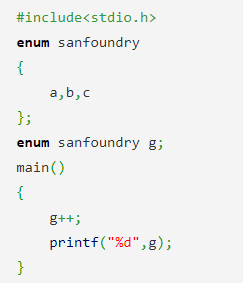 #include<stdio.h>
enum sanfoundry
{
    a,b,c
};
enum sanfoundry g;
main()
{
    g++;
    printf("%d",g);
}